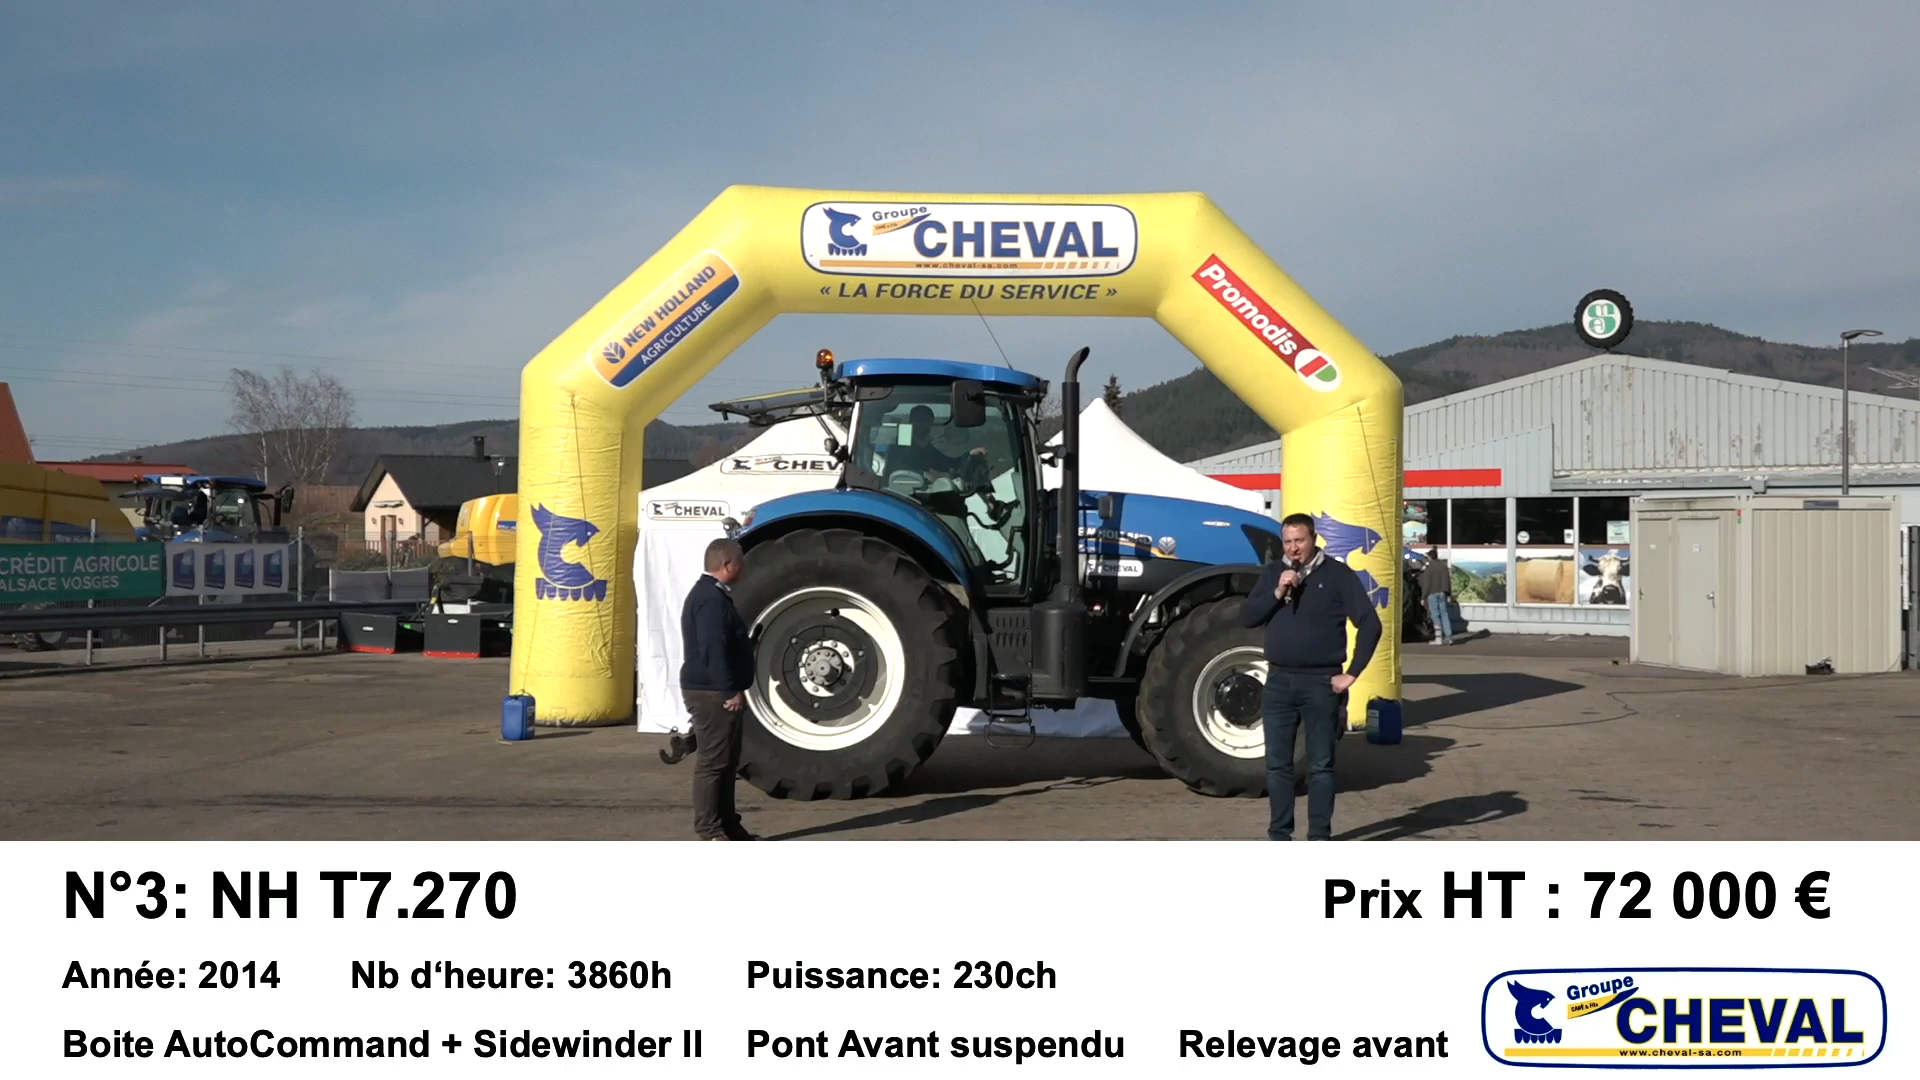 Groupe
CHEVAL
www.cheval-sa.com
« LA FORCE DU SERVICE »
NEW HOLLAND
AGRICULTURE
Promodis
CHEV
CHEVAL
CHEVAL
CRÉDIT AGRICOLE
ALSACE VOSGES
N°3: NH T7.270
Prix HT : 72 000 €
Année: 2014 Nb d‘heure: 3860h Puissance: 230ch
Boite AutoCommand + Sidewinder II Pont Avant suspendu Relevage avant
Groupe
CHEVAL
www.cheval-sa.com